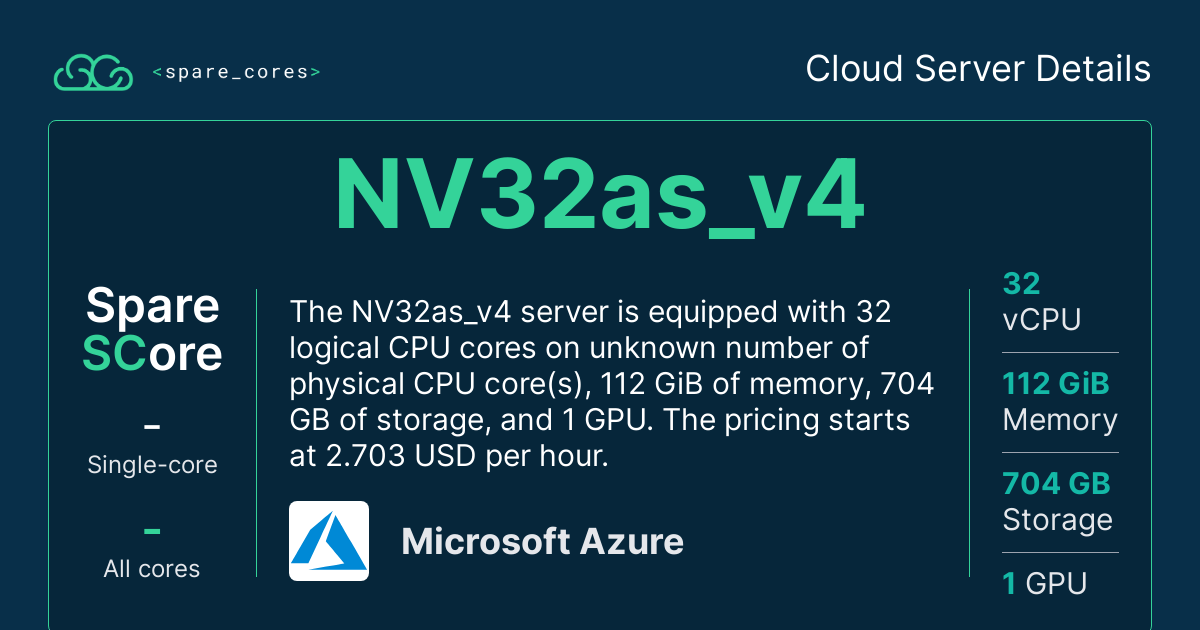 <spare_cores>
Cloud Server Details
NV32as_v4
Spare
SCore
–
Single-core
–
All cores
The NV32as_v4 server is equipped with 32
logical CPU cores on unknown number of
physical CPU core(s), 112 GiB of memory, 704
GB of storage, and 1 GPU. The pricing starts
at 2.703 USD per hour.
Microsoft Azure
32
vCPU
112 GiB
Memory
704 GB
Storage
1 GPU